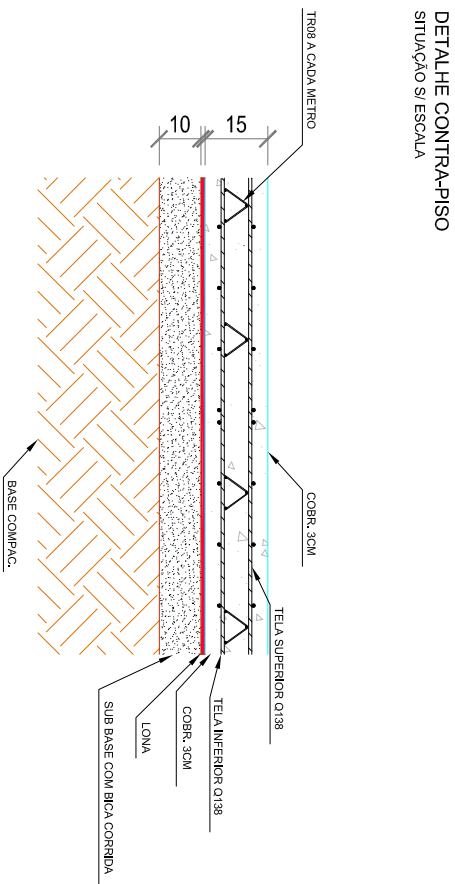 DETALHE CONTRA-PISO
SITUAÇÃO S/ ESCALA
TR08 A CADA METRO
10
15
COBR. 3CM
TELA SUPERIOR Q138
TELA INFERIOR Q138
COBR. 3CM
LONA
SUB BASE COM BICA CORRIDA
BASE COMPAC.